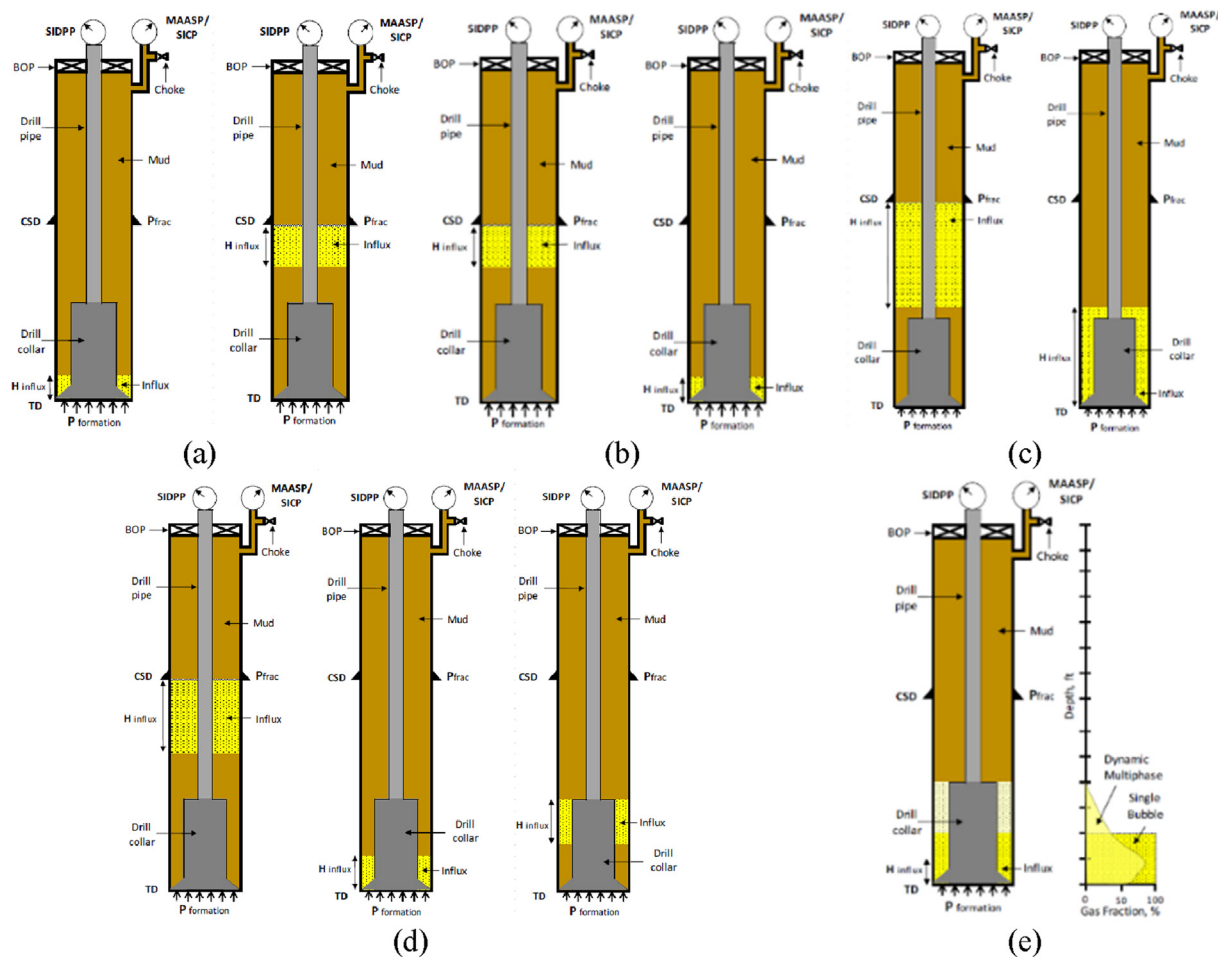 SIDPP
MAASP/
SICP
BOP
Choke
Drill
pipe
Mud
CSD
Pfrac
Drill
collar
H influx
Influx
TD
P formation
SIDPP
MAASP/
SICP
BOP
Choke
Drill
pipe
Mud
CSD
Pfrac
H influx
Influx
Drill
collar
TD
P formation
(a)
SIDPP
MAASP/
SICP
BOP
Choke
Drill
pipe
Mud
CSD
Pfrac
H influx
Influx
Drill
collar
TD
P formation
SIDPP
MAASP/
SICP
BOP
Choke
Drill
pipe
Mud
CSD
Pfrac
Drill
collar
H influx
Influx
TD
P formation
(b)
SIDPP
MAASP/
SICP
BOP
Choke
Drill
pipe
Mud
CSD
Pfrac
H influx
Influx
Drill
collar
TD
P formation
SIDPP
MAASP/
SICP
BOP
Choke
Drill
pipe
Mud
CSD
Pfrac
H influx
Drill
collar
Influx
TD
P formation
(c)
SIDPP
MAASP/
SICP
BOP
Choke
Drill
pipe
Mud
CSD
Pfrac
H influx
Influx
Drill
collar
TD
P formation
SIDPP
MAASP/
SICP
BOP
Choke
Drill
pipe
Mud
CSD
Pfrac
Drill
collar
H influx
Influx
TD
P formation
SIDPP
MAASP/
SICP
BOP
Choke
Drill
pipe
Mud
CSD
Pfrac
H influx
Influx
Drill
collar
TD
P formation
(d)
SIDPP
MAASP/
SICP
BOP
Choke
Drill
pipe
Mud
CSD
Pfrac
Depth, ft
Dynamic
Multiphase
Single
Bubble
Drill
collar
H influx
Influx
TD
P formation
0 50 100
Gas Fraction, %
(e)